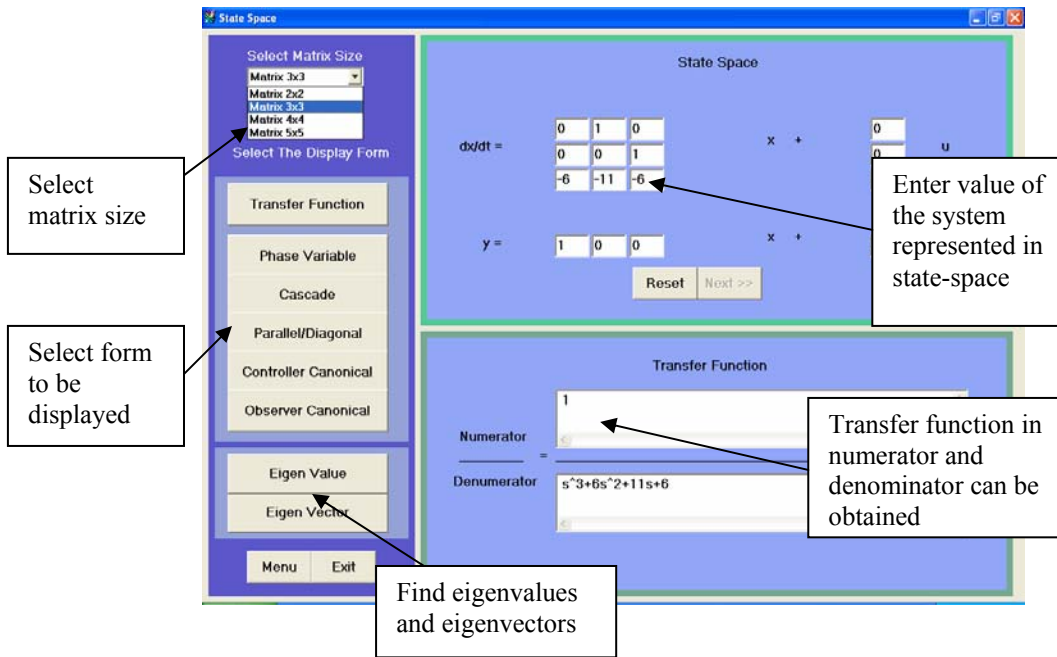 State Space
Select Matrix Size
Matrix 3x3
Matrix 2x2
Matrix 3x3
Matrix 4x4
Matrix 5x5
Select The Display Form
Transfer Function
Phase Variable
Cascade
Parallel/Diagonal
Controller Canonical
Observer Canonical
Eigen Value
Eigen Vector
Menu Exit
State Space
dx/dt =
0 1 0
0 0 1
-6 -11 -6
x +
0
0
u
y =
1 0 0
x +
Reset Next >>
Transfer Function
Numerator
=
Denumerator
1
s^3+6s^2+11s+6
Select
matrix size
Select form
to be
displayed
Enter value of
the system
represented in
state-space
Transfer function in
numerator and
denominator can be
obtained
Find eigenvalues
and eigenvectors